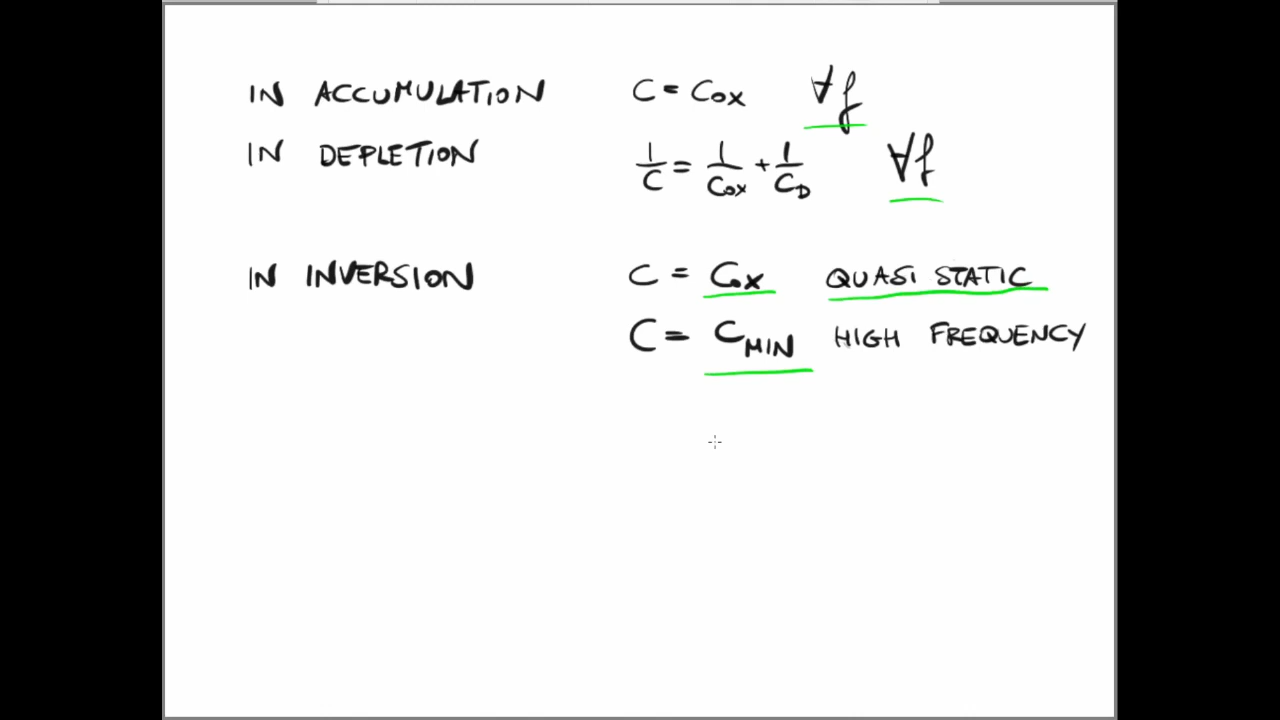 IN ACCUMULATION C = COX ∀f
IN DEPLETION 1/C = 1/COX + 1/CD ∀f
IN INVERSION C = COX QUASI STATIC
C = CMIN HIGH FREQUENCY